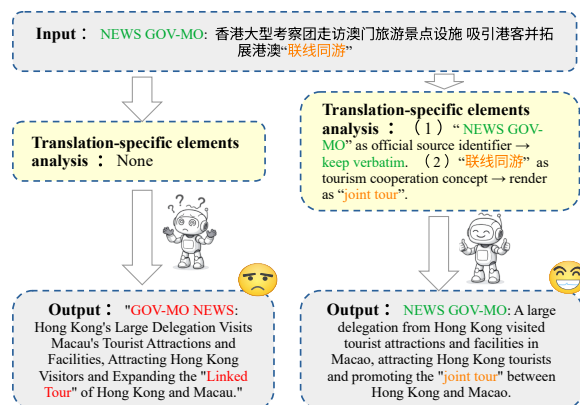 Input： NEWS GOV-MO: 香港大型考察团走访澳门旅游景点设施 吸引港客并拓
展港澳“联线同游”
Translation-specific elements
analysis ： None
Translation-specific elements
analysis ：（1）“ NEWS GOV-
MO” as official source identifier →
keep verbatim. （2）“联线同游” as
tourism cooperation concept → render
as “joint tour”.
? ? ? ?
Output： "GOV-MO NEWS:
Hong Kong's Large Delegation Visits
Macau's Tourist Attractions and
Facilities, Attracting Hong Kong
Visitors and Expanding the "Linked
Tour" of Hong Kong and Macau."
Output： NEWS GOV-MO: A large
delegation from Hong Kong visited
tourist attractions and facilities in
Macao, attracting Hong Kong tourists
and promoting the "joint tour" between
Hong Kong and Macao.